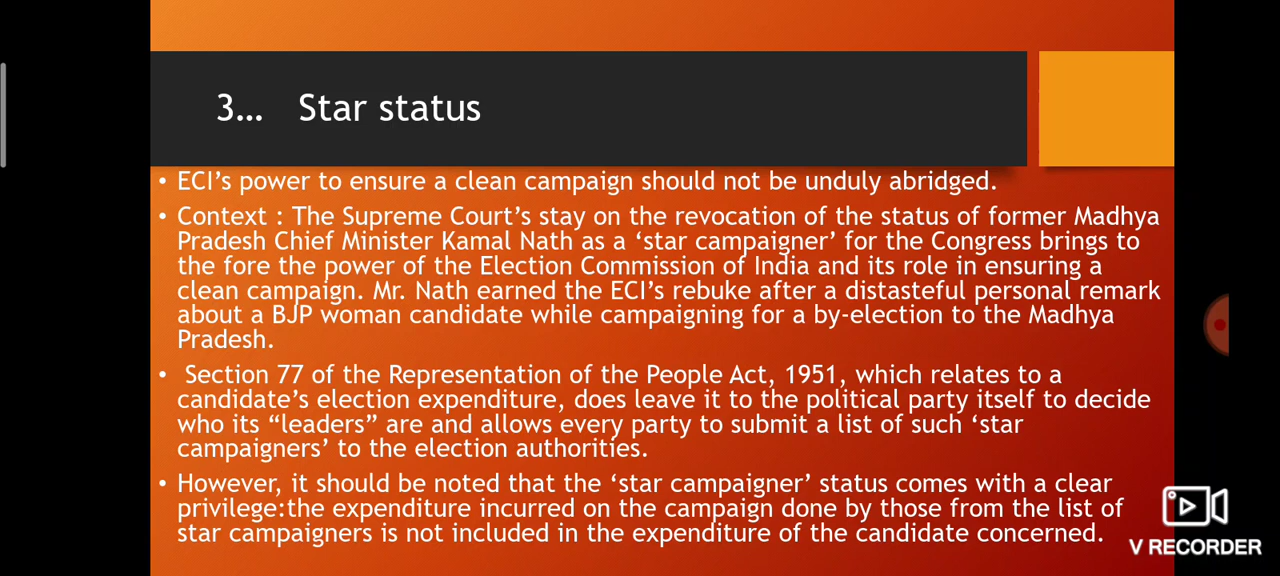 3… Star status
• ECI’s power to ensure a clean campaign should not be unduly abridged.
• Context : The Supreme Court’s stay on the revocation of the status of former Madhya
Pradesh Chief Minister Kamal Nath as a ‘star campaigner’ for the Congress brings to
the fore the power of the Election Commission of India and its role in ensuring a
clean campaign. Mr. Nath earned the ECI’s rebuke after a distasteful personal remark
about a BJP woman candidate while campaigning for a by-election to the Madhya
Pradesh.
• Section 77 of the Representation of the People Act, 1951, which relates to a
candidate’s election expenditure, does leave it to the political party itself to decide
who its “leaders” are and allows every party to submit a list of such ‘star
campaigners’ to the election authorities.
• However, it should be noted that the ‘star campaigner’ status comes with a clear
privilege:the expenditure incurred on the campaign done by those from the list of
star campaigners is not included in the expenditure of the candidate concerned.
V RECORDER